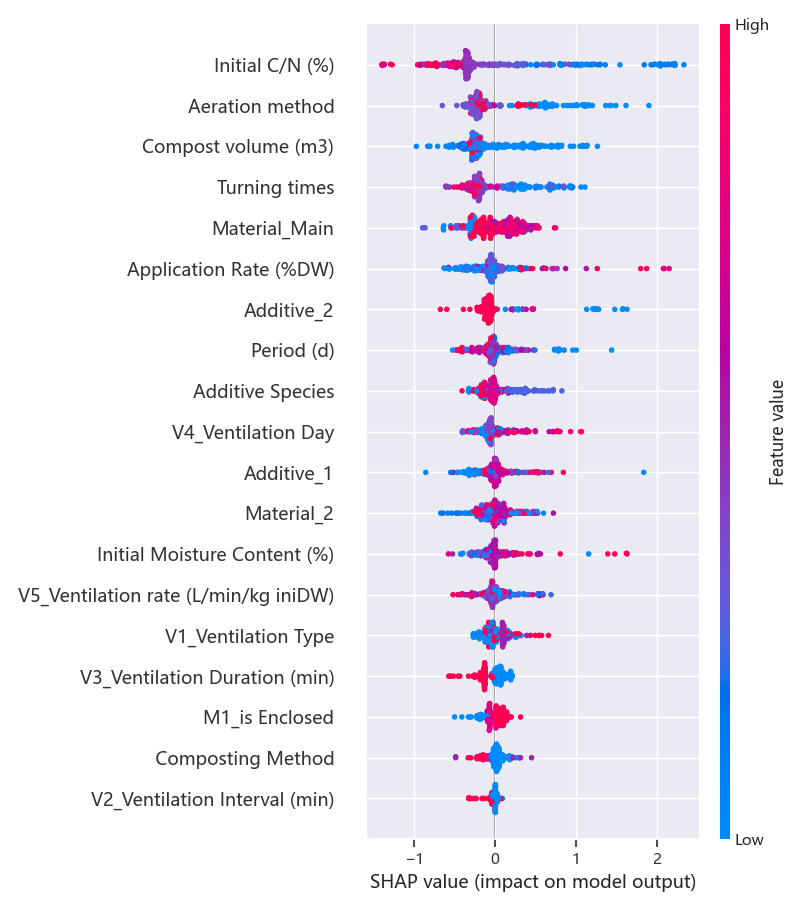 High
Initial C/N (%)
Aeration method
Compost volume (m3)
Turning times
Material_Main
Application Rate (%DW)
Additive_2
Period (d)
Additive Species
V4_Ventilation Day
Additive_1
Material_2
Initial Moisture Content (%)
V5_Ventilation rate (L/min/kg iniDW)
V1_Ventilation Type
V3_Ventilation Duration (min)
M1_is Enclosed
Composting Method
V2_Ventilation Interval (min)
Feature value
Low
−1 0 1 2
SHAP value (impact on model output)